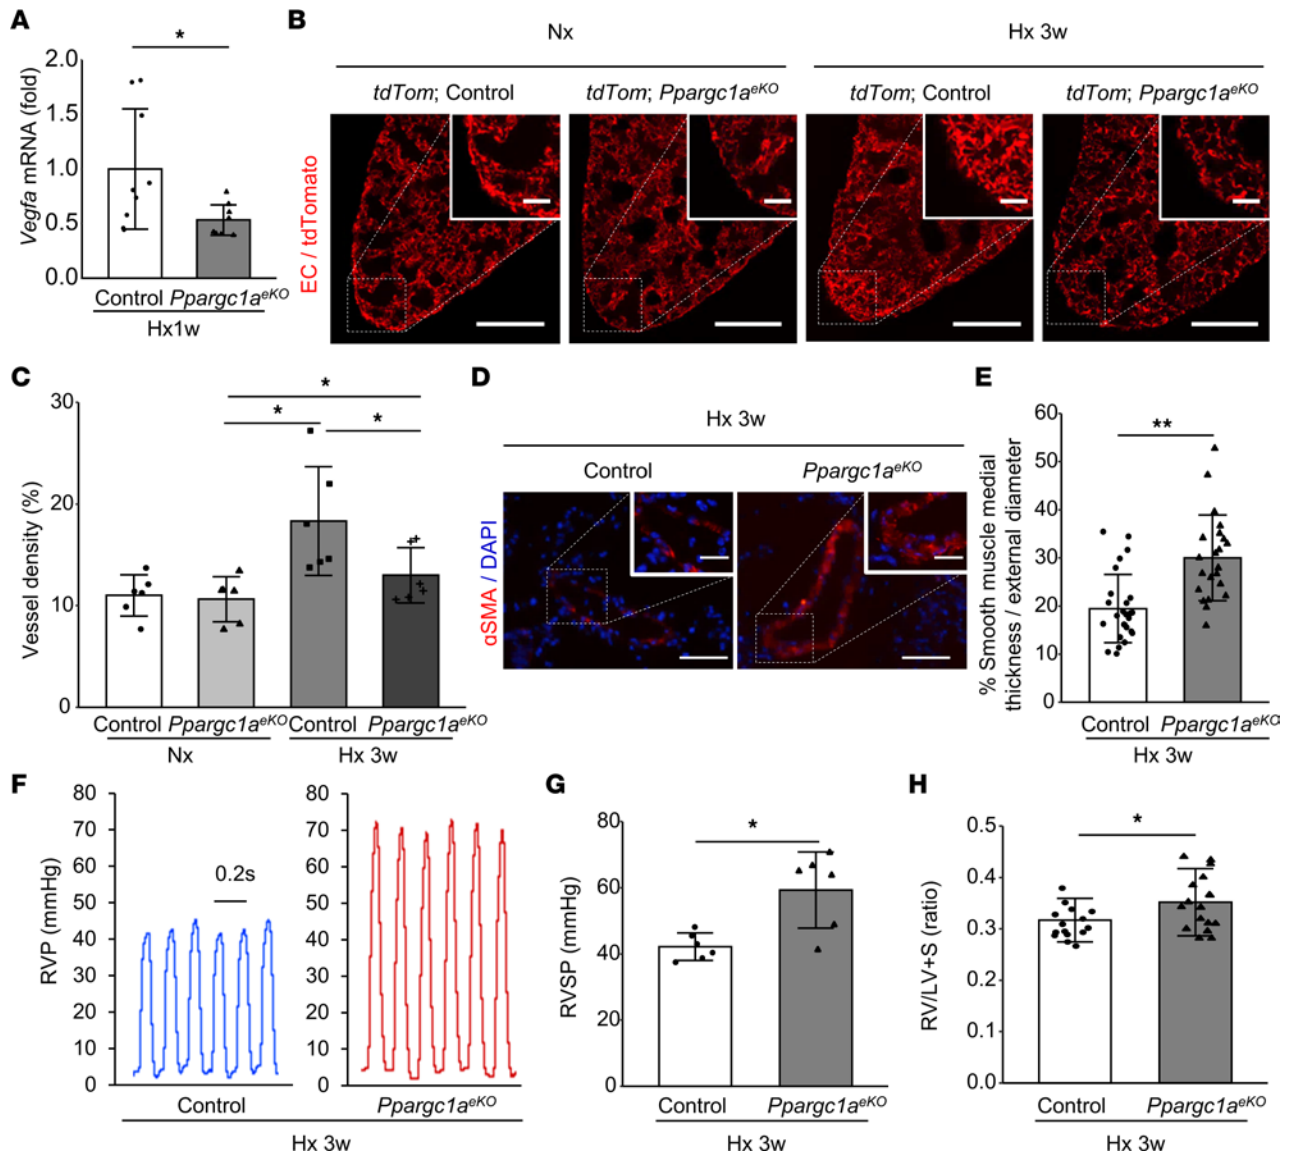 A
*
2.0
1.5
1.0
0.5
0.0
Vegfa mRNA (fold)
Control Ppargc1a^eKO
Hx1w
B
Nx
Hx 3w
tdTom; Control
tdTom; Ppargc1a^eKO
tdTom; Control
tdTom; Ppargc1a^eKO
EC / tdTomato
C
*
*
*
30
20
10
0
Vessel density (%)
Control Ppargc1a^eKO Control Ppargc1a^eKO
Nx
Hx 3w
D
Hx 3w
Control
Ppargc1a^eKO
αSMA / DAPI
E
**
60
50
40
30
20
10
0
% Smooth muscle medial
thickness / external diameter
Control Ppargc1a^eKO
Hx 3w
F
80
70
60
50
40
30
20
10
0
RVP (mmHg)
0.2s
80
70
60
50
40
30
20
10
0
Control
Ppargc1a^eKO
Hx 3w
G
*
80
60
40
20
0
RVSP (mmHg)
Control Ppargc1a^eKO
Hx 3w
H
*
0.5
0.4
0.3
0.2
0.1
0.0
RV/LV+S (ratio)
Control Ppargc1a^eKO
Hx 3w